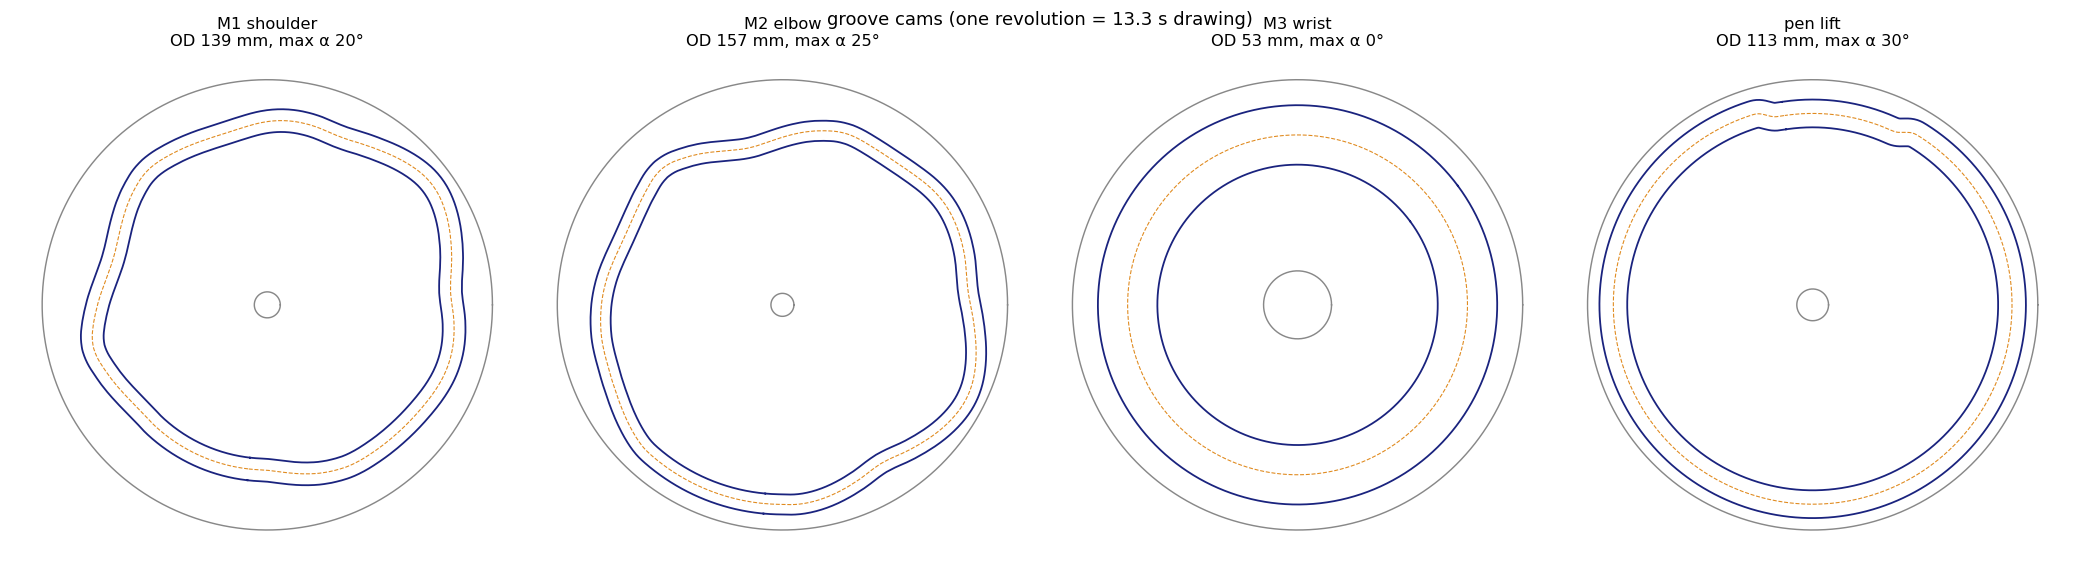 groove cams (one revolution = 13.3 s drawing)
M1 shoulder
OD 139 mm, max α 20°
M2 elbow
OD 157 mm, max α 25°
M3 wrist
OD 53 mm, max α 0°
pen lift
OD 113 mm, max α 30°